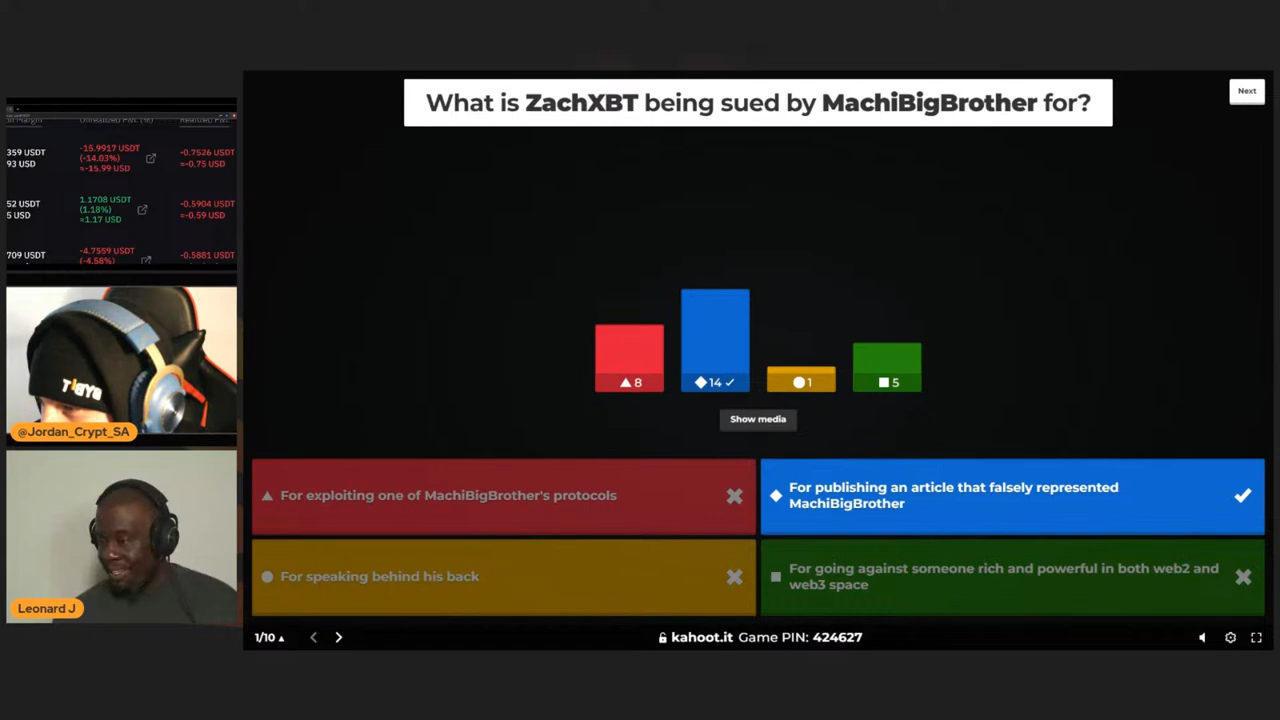 What is ZachXBT being sued by MachiBigBrother for?
Next
359 USDT
93 USD
-15.9917 USDT
(-14.03%)
≈-15.99 USD
-0.7526 USDT
≈-0.75 USD
52 USDT
5 USD
1.1708 USDT
(1.18%)
≈1.17 USD
-0.5904 USDT
≈-0.59 USD
709 USDT
-4.7559 USDT
(-4.58%)
-0.5881 USDT
@Jordan_Crypt_SA
Leonard J
8
14
1
5
Show media
For exploiting one of MachiBigBrother's protocols
For publishing an article that falsely represented
MachiBigBrother
For speaking behind his back
For going against someone rich and powerful in both web2 and
web3 space
1/10
kahoot.it Game PIN: 424627